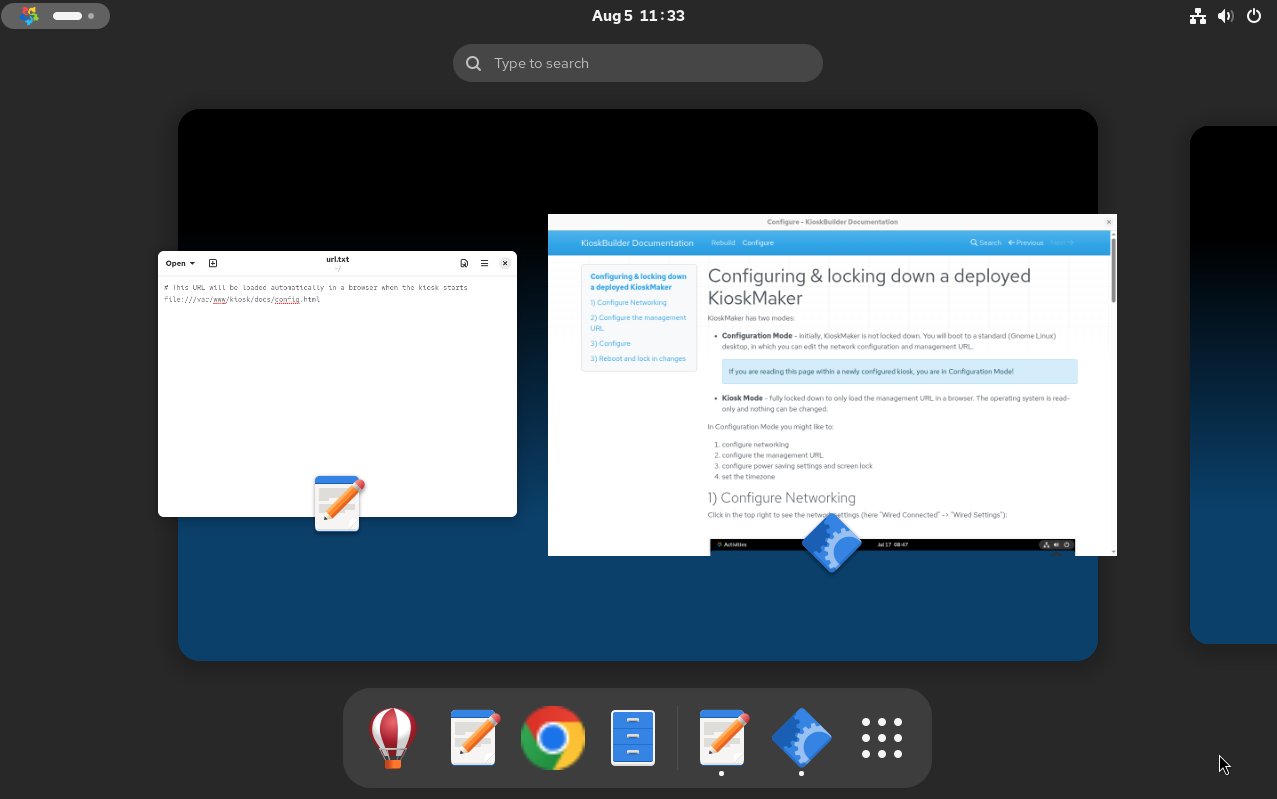 Aug 5 11:33
Type to search
Open
url.txt
~/
# This URL will be loaded automatically in a browser when the kiosk starts
file:///var/www/kiosk/docs/config.html
Configure - KioskBuilder Documentation
KioskBuilder Documentation
Rebuild
Configure
Search
Previous
Next
Configuring & locking down
a deployed KioskMaker
1) Configure Networking
2) Configure the management
URL
3) Configure
3) Reboot and lock in changes
Configuring & locking down a deployed
KioskMaker
KioskMaker has two modes:
Configuration Mode - initially, KioskMaker is not locked down. You will boot to a standard (Gnome Linux)
desktop, in which you can edit the network configuration and management URL.
If you are reading this page within a newly configured kiosk, you are in Configuration Mode!
Kiosk Mode - fully locked down to only load the management URL in a browser. The operating system is read-
only and nothing can be changed.
In Configuration Mode you might like to:
1. configure networking
2. configure the management URL
3. configure power saving settings and screen lock
4. set the timezone
1) Configure Networking
Click in the top right to see the network settings (here "Wired Connected" -> "Wired Settings"):
Activities
Jul 17 08:47